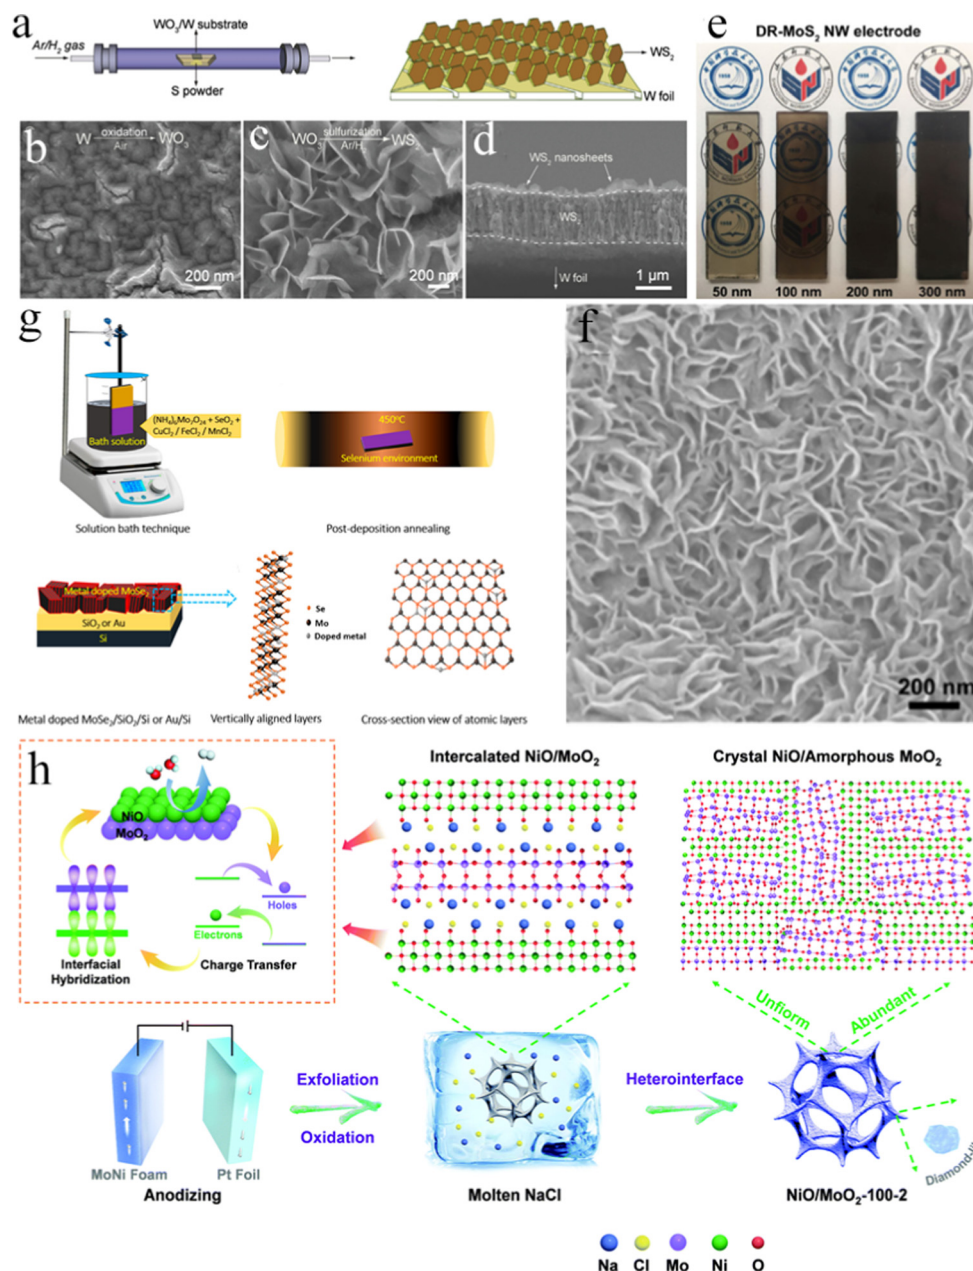 a
WO3/W substrate
Ar/H2 gas
S powder
WS2
W foil
b
W oxidation WO3
Air
200 nm
c
WO3 sulfurization WS
Ar/H
200 nm
d
WS2 nanosheets
WS
W foil
1 μm
e
DR-MoS2 NW electrode
50 nm
100 nm
200 nm
300 nm
g
(NH4)6Mo7O24 + SeO2 +
CuCl2 / FeCl2 / MnCl2
Bath solution
Solution bath technique
450°C
Selenium environment
Post-deposition annealing
Metal doped MoSe2
SiO2 or Au
Si
Metal doped MoSe2/SiO2/Si or Au/Si
Se
Mo
Doped metal
Vertically aligned layers
Cross-section view of atomic layers
f
200 nm
h
NiO
MoO2
Holes
Electrons
Interfacial
Hybridization
Charge Transfer
Intercalated NiO/MoO2
Crystal NiO/Amorphous MoO2
Unfiorm
Abundant
MoNi Foam
Pt Foil
Anodizing
Exfoliation
Oxidation
Molten NaCl
Heterointerface
NiO/MoO2-100-2
Diamond-li
Na
Cl
Mo
Ni
O